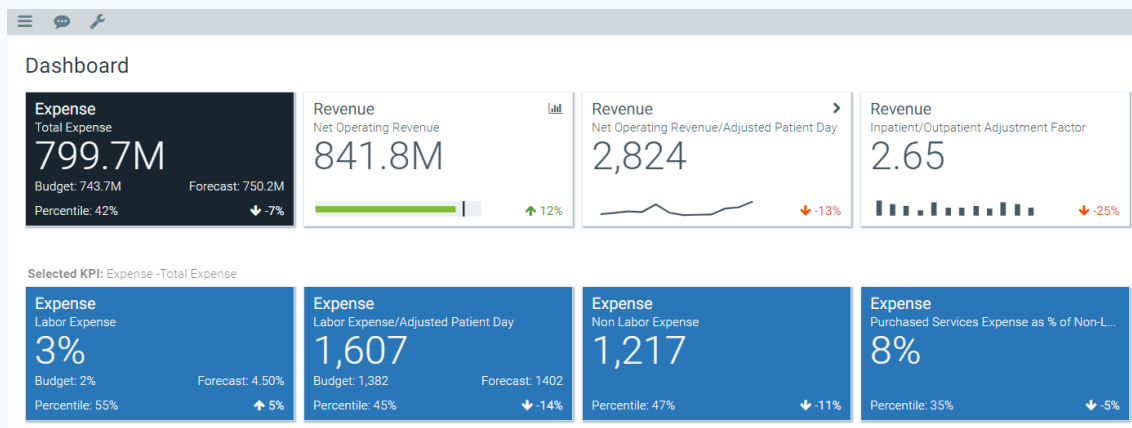 Dashboard
Expense
Total Expense
799.7M
Budget: 743.7M Forecast: 750.2M
Percentile: 42% -7%
Revenue
Net Operating Revenue
841.8M
12%
Revenue
Net Operating Revenue/Adjusted Patient Day
2,824
-13%
Revenue
Inpatient/Outpatient Adjustment Factor
2.65
-25%
Selected KPI: Expense -Total Expense
Expense
Labor Expense
3%
Budget: 2% Forecast: 4.50%
Percentile: 55% 5%
Expense
Labor Expense/Adjusted Patient Day
1,607
Budget: 1,382 Forecast: 1402
Percentile: 45% -14%
Expense
Non Labor Expense
1,217
Percentile: 47% -11%
Expense
Purchased Services Expense as % of Non-L...
8%
Percentile: 35% -5%